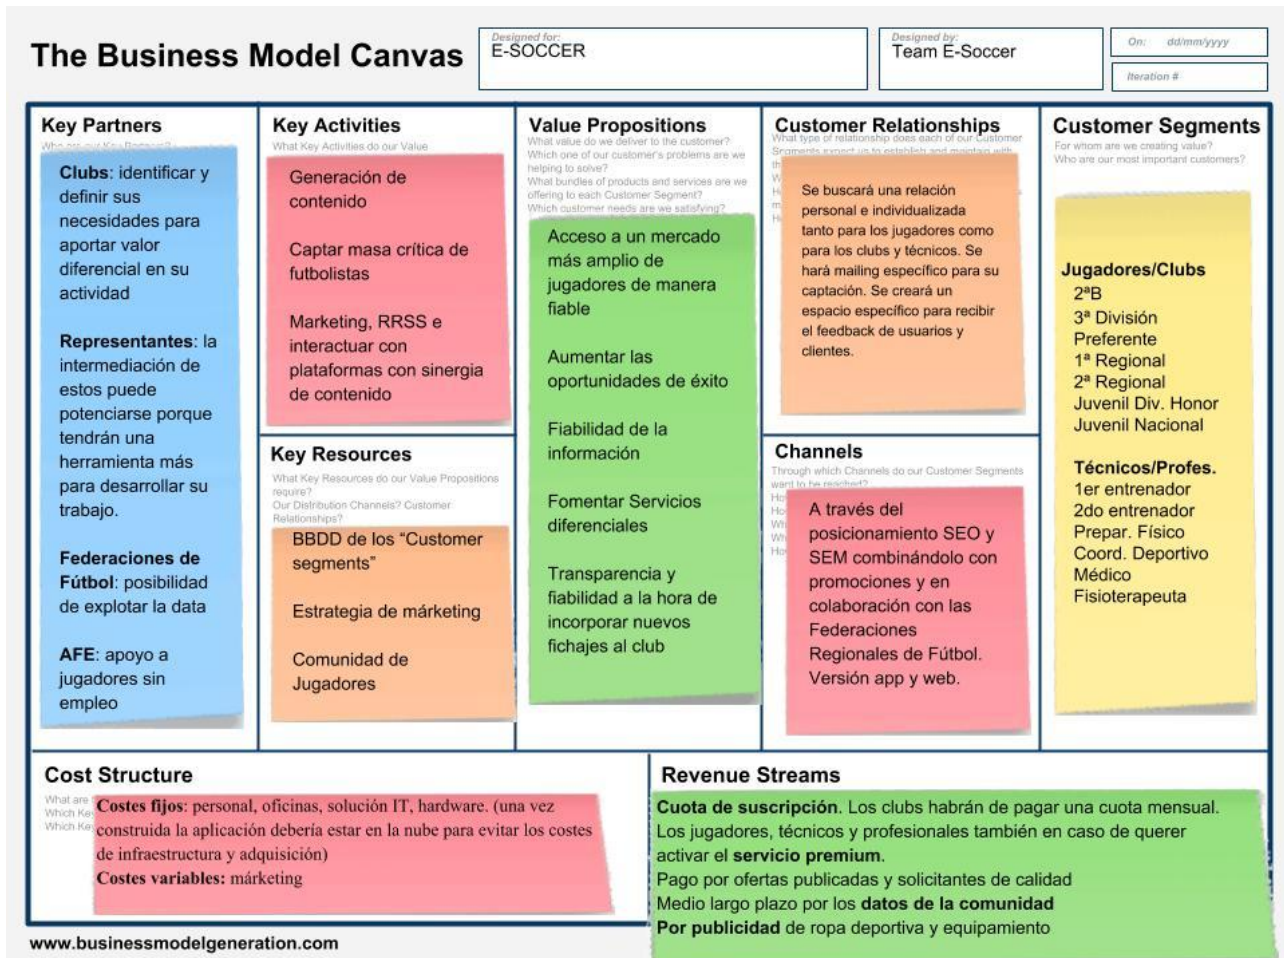 The Business Model Canvas
Designed for:
E-SOCCER
Designed by:
Team E-Soccer
On: dd/mm/yyyy
Iteration #
Key Partners
Clubs: identificar y
definir sus
necesidades para
aportar valor
diferencial en su
actividad
Representantes: la
intermediación de
estos puede
potenciarse porque
tendrán una
herramienta más
para desarrollar su
trabajo.
Federaciones de
Fútbol: posibilidad
de explotar la data
AFE: apoyo a
jugadores sin
empleo
Key Activities
What Key Activities do our Value
Generación de
contenido
Captar masa crítica de
futbolistas
Marketing, RRSS e
interactuar con
plataformas con sinergia
de contenido
Key Resources
What Key Resources do our Value Propositions
require?
Our Distribution Channels? Customer
Relationships?
BBDD de los “Customer
segments”
Estrategia de márketing
Comunidad de
Jugadores
Value Propositions
What value do we deliver to the customer?
Which one of our customer's problems are we
helping to solve?
What bundles of products and services are we
offering to each Customer Segment?
Which customer needs are we satisfying?
Acceso a un mercado
más amplio de
jugadores de manera
fiable
Aumentar las
oportunidades de éxito
Fiabilidad de la
información
Fomentar Servicios
diferenciales
Transparencia y
fiabilidad a la hora de
incorporar nuevos
fichajes al club
Customer Relationships
What type of relationship does each of our Customer
Segments expect us to establish and maintain with
Se buscará una relación
personal e individualizada
tanto para los jugadores como
para los clubs y técnicos. Se
hará mailing específico para su
captación. Se creará un
espacio específico para recibir
el feedback de usuarios y
clientes.
Channels
Through which Channels do our Customer Segments
want to be reached?
A través del
posicionamiento SEO y
SEM combinándolo con
promociones y en
colaboración con las
Federaciones
Regionales de Fútbol.
Versión app y web.
Customer Segments
For whom are we creating value?
Who are our most important customers?
Jugadores/Clubs
2ªB
3ª División
Preferente
1ª Regional
2ª Regional
Juvenil Div. Honor
Juvenil Nacional
Técnicos/Profes.
1er entrenador
2do entrenador
Prepar. Físico
Coord. Deportivo
Médico
Fisioterapeuta
Cost Structure
What are
Which Key
Which Key
Costes fijos: personal, oficinas, solución IT, hardware. (una vez
construida la aplicación debería estar en la nube para evitar los costes
de infraestructura y adquisición)
Costes variables: márketing
Revenue Streams
Cuota de suscripción. Los clubs habrán de pagar una cuota mensual.
Los jugadores, técnicos y profesionales también en caso de querer
activar el servicio premium.
Pago por ofertas publicadas y solicitantes de calidad
Medio largo plazo por los datos de la comunidad
Por publicidad de ropa deportiva y equipamiento
www.businessmodelgeneration.com